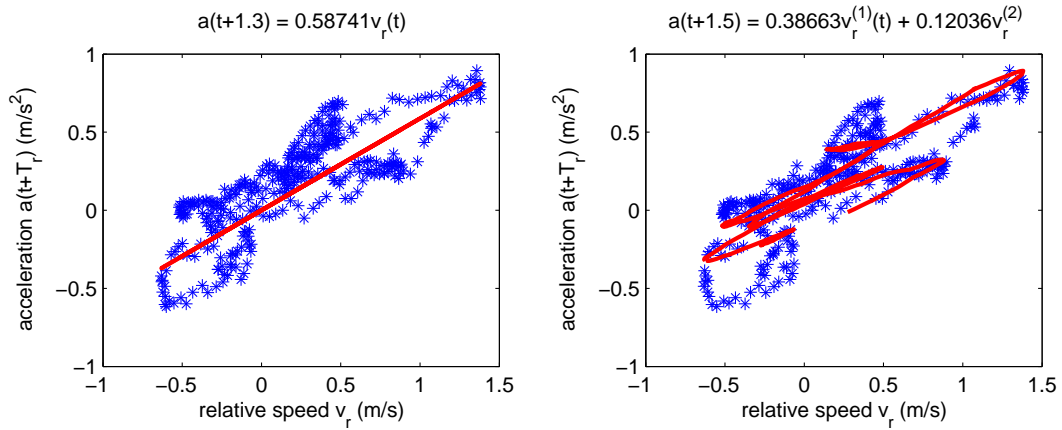 a(t+1.3) = 0.58741v_r(t)
1
0.5
0
−0.5
−1
−1 −0.5 0 0.5 1 1.5
acceleration a(t+T_r) (m/s^2)
relative speed v_r (m/s)
a(t+1.5) = 0.38663v_r^(1)(t) + 0.12036v_r^(2)
1
0.5
0
−0.5
−1
−1 −0.5 0 0.5 1 1.5
acceleration a(t+T_r) (m/s^2)
relative speed v_r (m/s)